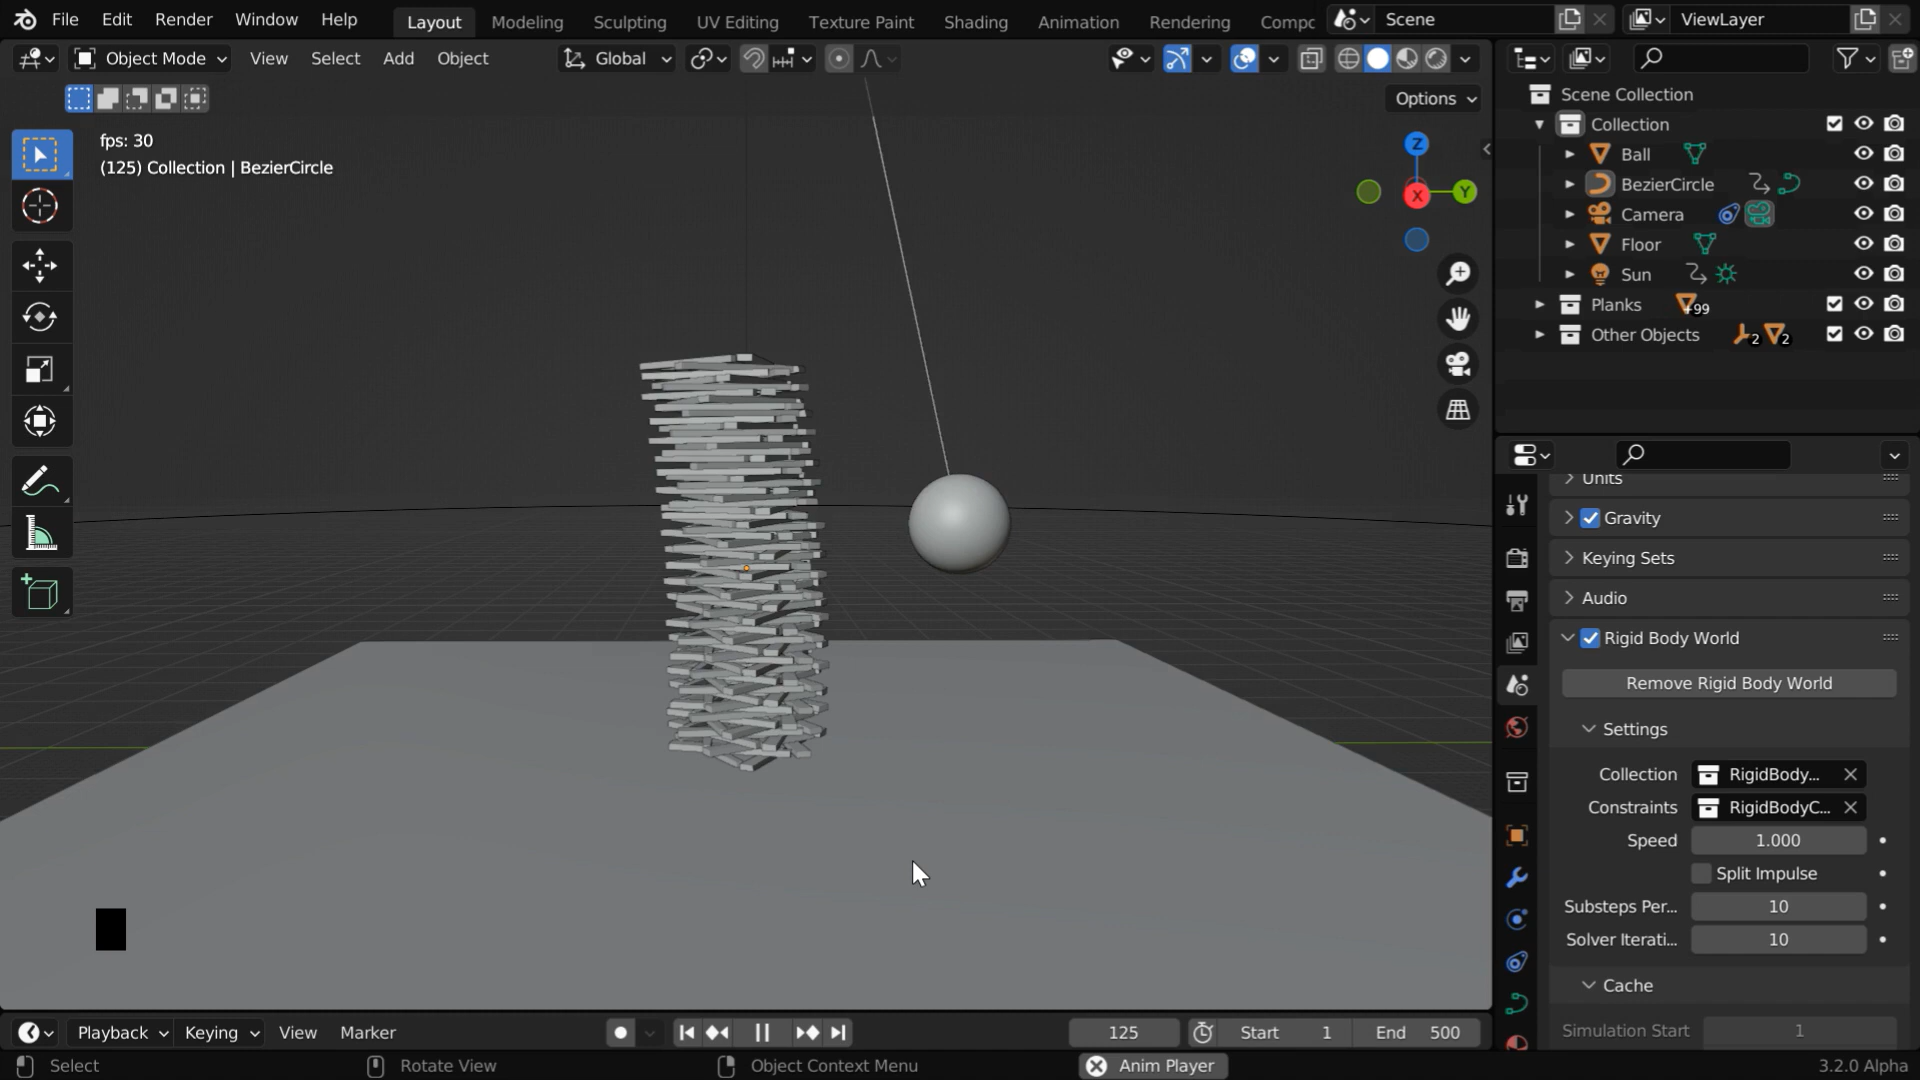 File Edit Render Window Help Layout Modeling Sculpting UV Editing Texture Paint Shading Animation Rendering Compc Scene ViewLayer
Object Mode View Select Add Object Global
Options
fps: 30
(125) Collection | BezierCircle
Z
X
Y
Scene Collection
Collection
Ball
BezierCircle
Camera
Floor
Sun
Planks +99
Other Objects 2 2
Units
Gravity
Keying Sets
Audio
Rigid Body World
Remove Rigid Body World
Settings
Collection RigidBody...
Constraints RigidBodyC...
Speed 1.000
Split Impulse
Substeps Per... 10
Solver Iterati... 10
Cache
Simulation Start 1
Playback Keying View Marker 125 Start 1 End 500
Select Rotate View Object Context Menu Anim Player 3.2.0 Alpha